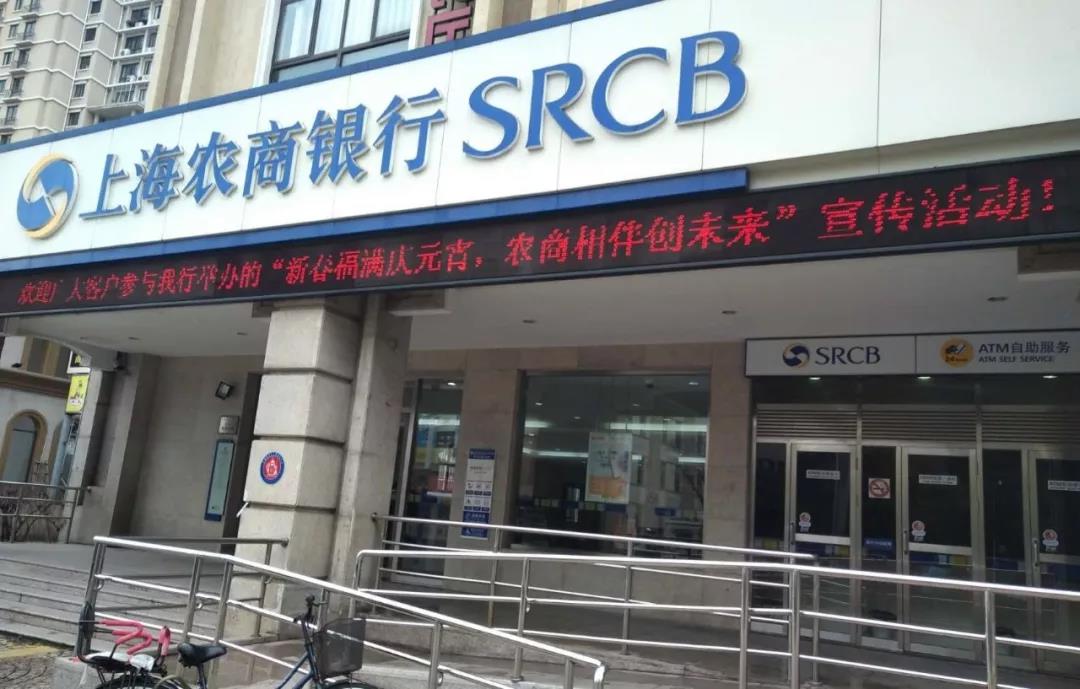 上海农商银行 SRCB
欢迎广大客户参与我行举办的“新春福满庆元宵，农商相伴创未来”宣传活动！
SRCB
ATM自助服务
ATM SELF SERVICE